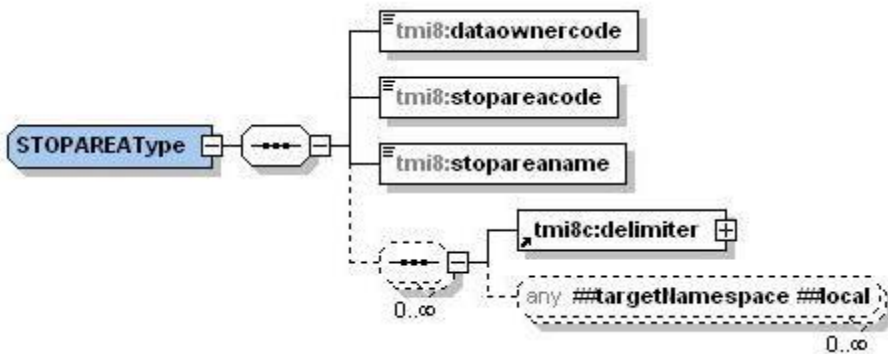 tmi8:dataownercode
tmi8:stopareacode
STOPAREAType
tmi8:stopareaname
tmi8c:delimiter
any ##targetNamespace ##local
0..∞
0..∞